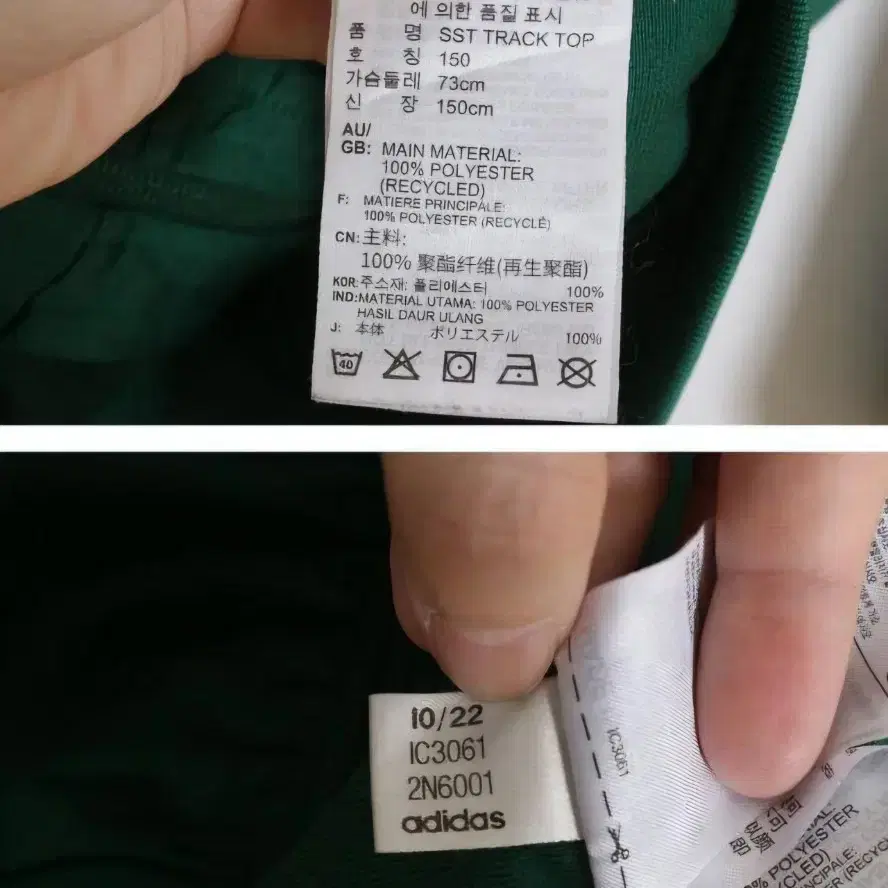 에 의한 품질 표시
품 명 SST TRACK TOP
호 칭 150
가슴둘레 73cm
신 장 150cm
AU/
GB: MAIN MATERIAL:
100% POLYESTER
(RECYCLED)
F: MATIERE PRINCIPALE:
100% POLYESTER (RECYCLÉ)
CN: 主料:
100% 聚酯纤维(再生聚酯)
KOR: 주소재: 폴리에스터 100%
IND: MATERIAL UTAMA: 100% POLYESTER
HASIL DAUR ULANG
J: 本体 ポリエステル 100%
40
10/22
IC3061
2N6001
adidas
IC3061
POLYESTER